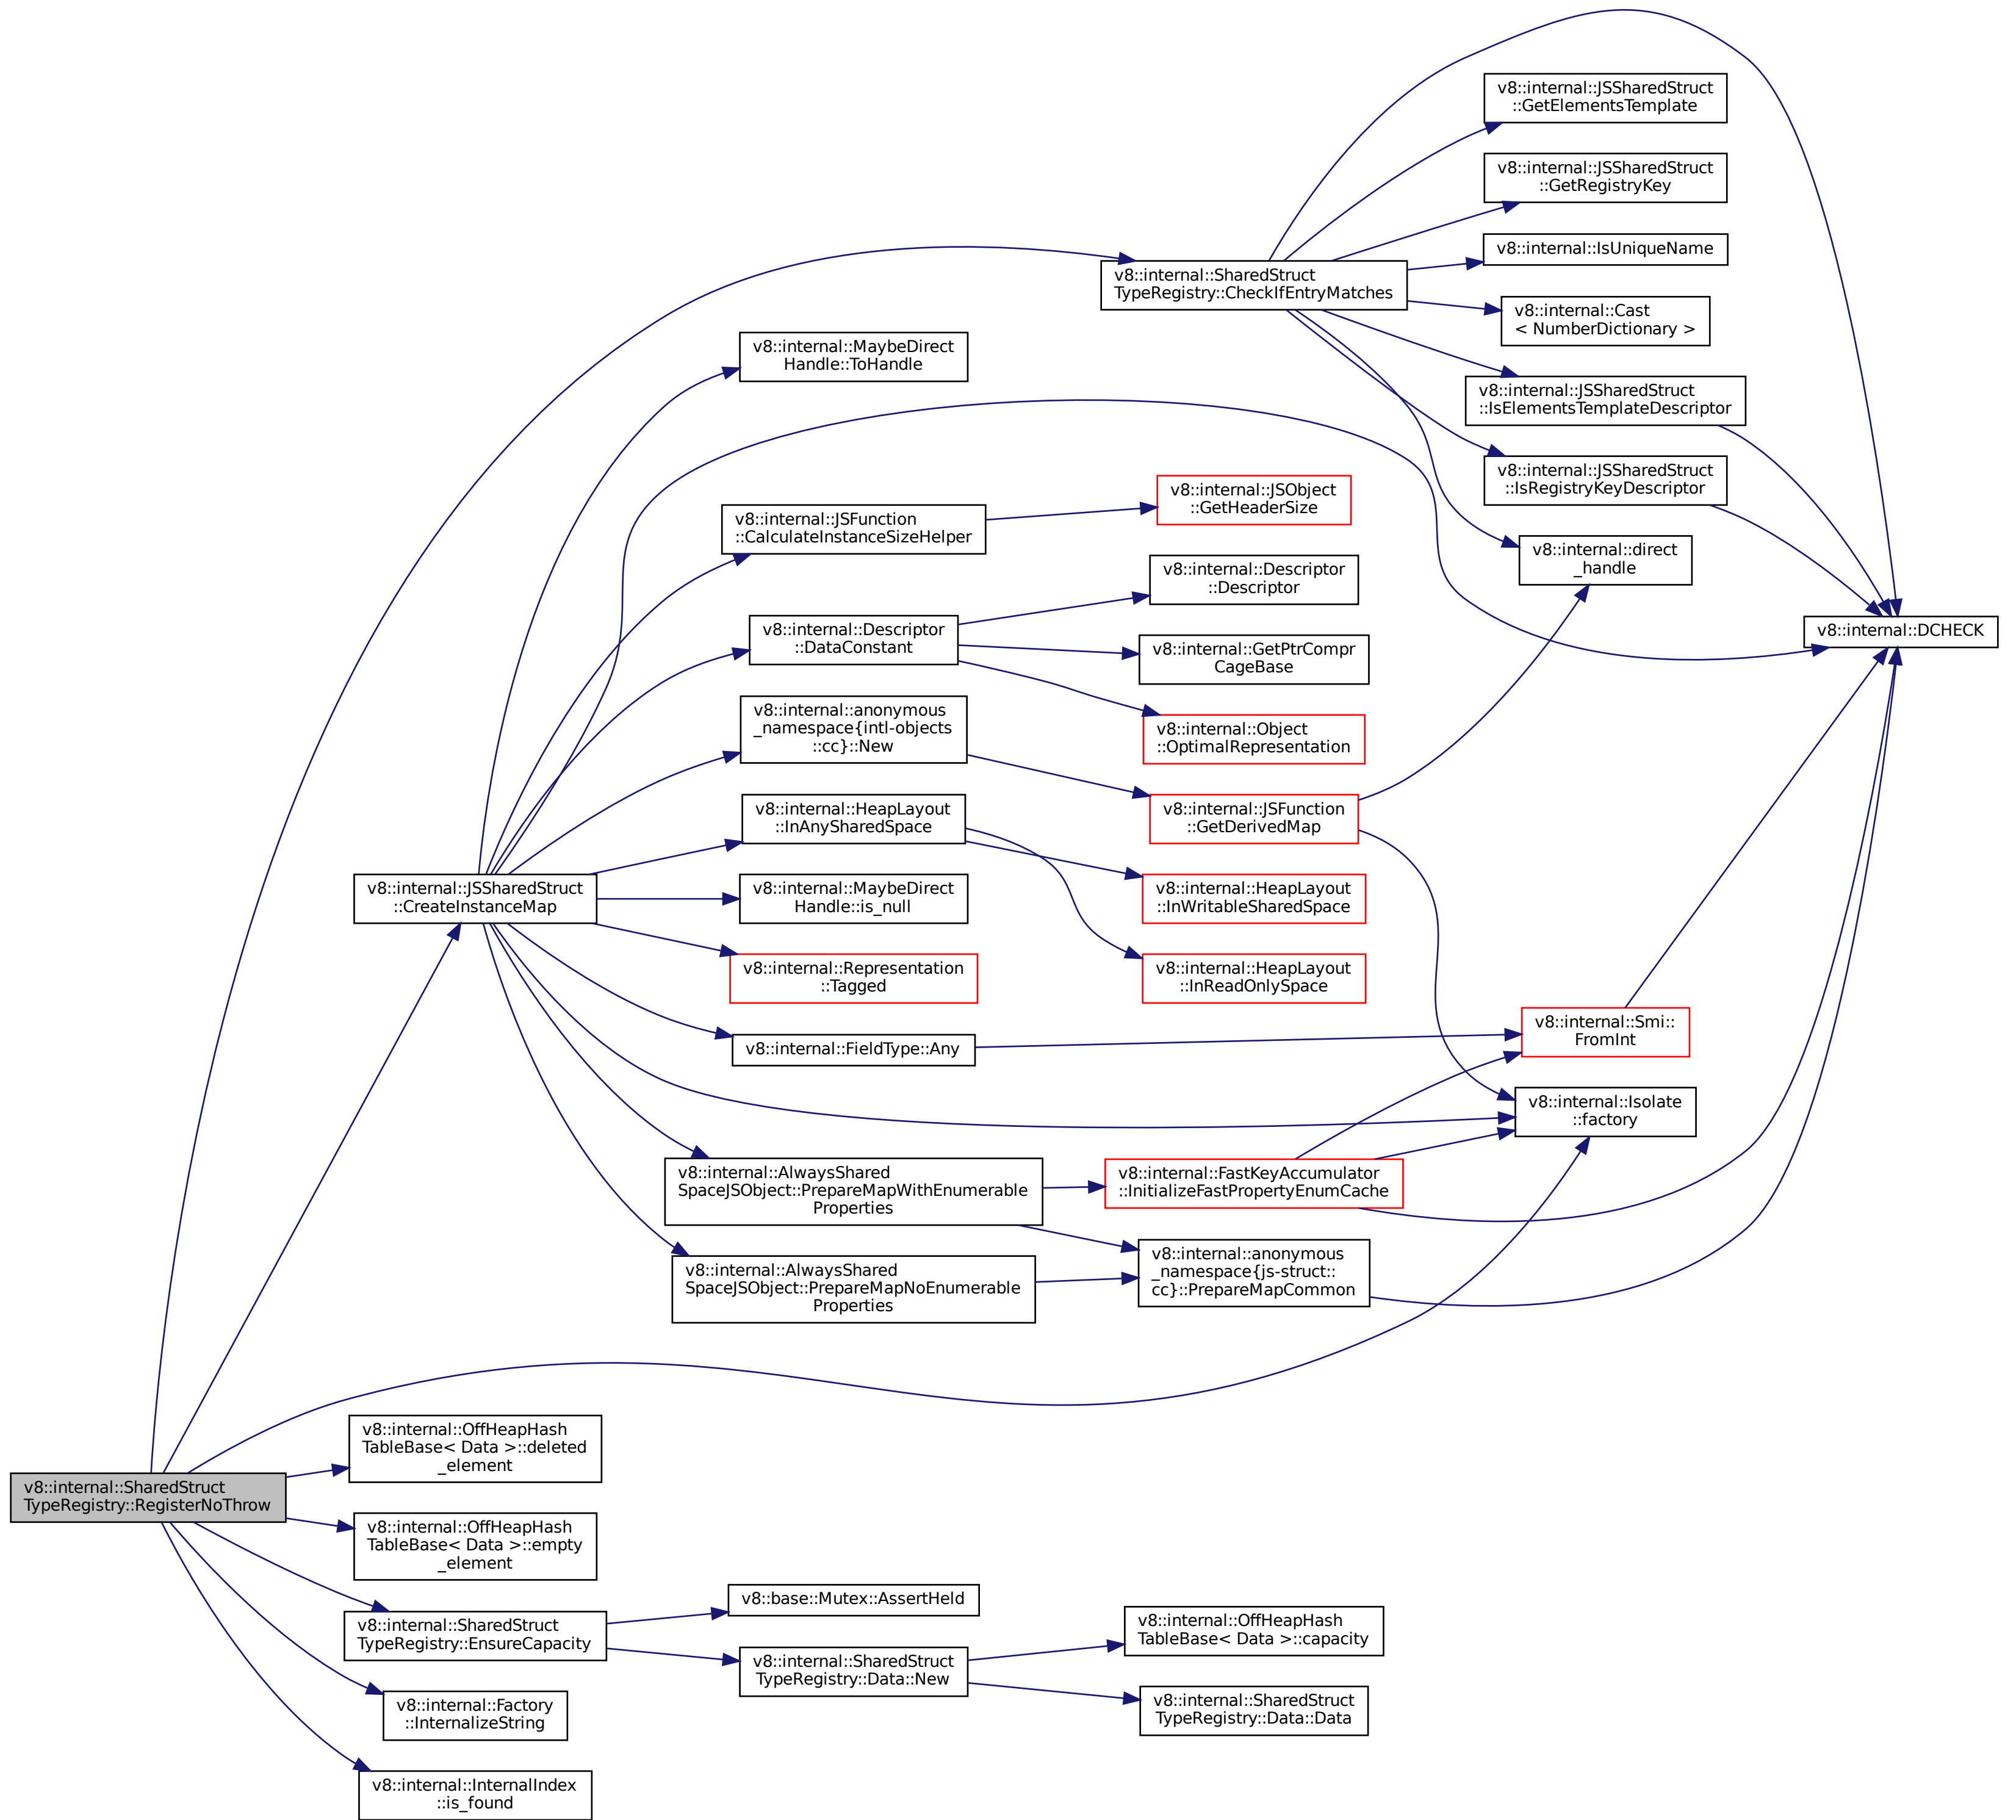 v8::internal::JSSharedStruct
::GetElementsTemplate
v8::internal::JSSharedStruct
::GetRegistryKey
v8::internal::IsUniqueName
v8::internal::SharedStruct
TypeRegistry::CheckIfEntryMatches
v8::internal::Cast
< NumberDictionary >
v8::internal::MaybeDirect
Handle::ToHandle
v8::internal::JSSharedStruct
::IsElementsTemplateDescriptor
v8::internal::JSSharedStruct
::IsRegistryKeyDescriptor
v8::internal::JSObject
::GetHeaderSize
v8::internal::JSFunction
::CalculateInstanceSizeHelper
v8::internal::direct
_handle
v8::internal::Descriptor
::Descriptor
v8::internal::DCHECK
v8::internal::Descriptor
::DataConstant
v8::internal::GetPtrCompr
CageBase
v8::internal::anonymous
_namespace{intl-objects
::cc}::New
v8::internal::Object
::OptimalRepresentation
v8::internal::HeapLayout
::InAnySharedSpace
v8::internal::JSFunction
::GetDerivedMap
v8::internal::JSSharedStruct
::CreateInstanceMap
v8::internal::MaybeDirect
Handle::is_null
v8::internal::HeapLayout
::InWritableSharedSpace
v8::internal::Representation
::Tagged
v8::internal::HeapLayout
::InReadOnlySpace
v8::internal::FieldType::Any
v8::internal::Smi::
FromInt
v8::internal::Isolate
::factory
v8::internal::AlwaysShared
SpaceJSObject::PrepareMapWithEnumerable
Properties
v8::internal::FastKeyAccumulator
::InitializeFastPropertyEnumCache
v8::internal::AlwaysShared
SpaceJSObject::PrepareMapNoEnumerable
Properties
v8::internal::anonymous
_namespace{js-struct::
cc}::PrepareMapCommon
v8::internal::OffHeapHash
TableBase< Data >::deleted
_element
v8::internal::SharedStruct
TypeRegistry::RegisterNoThrow
v8::internal::OffHeapHash
TableBase< Data >::empty
_element
v8::internal::SharedStruct
TypeRegistry::EnsureCapacity
v8::base::Mutex::AssertHeld
v8::internal::SharedStruct
TypeRegistry::Data::New
v8::internal::OffHeapHash
TableBase< Data >::capacity
v8::internal::SharedStruct
TypeRegistry::Data::Data
v8::internal::Factory
::InternalizeString
v8::internal::InternalIndex
::is_found